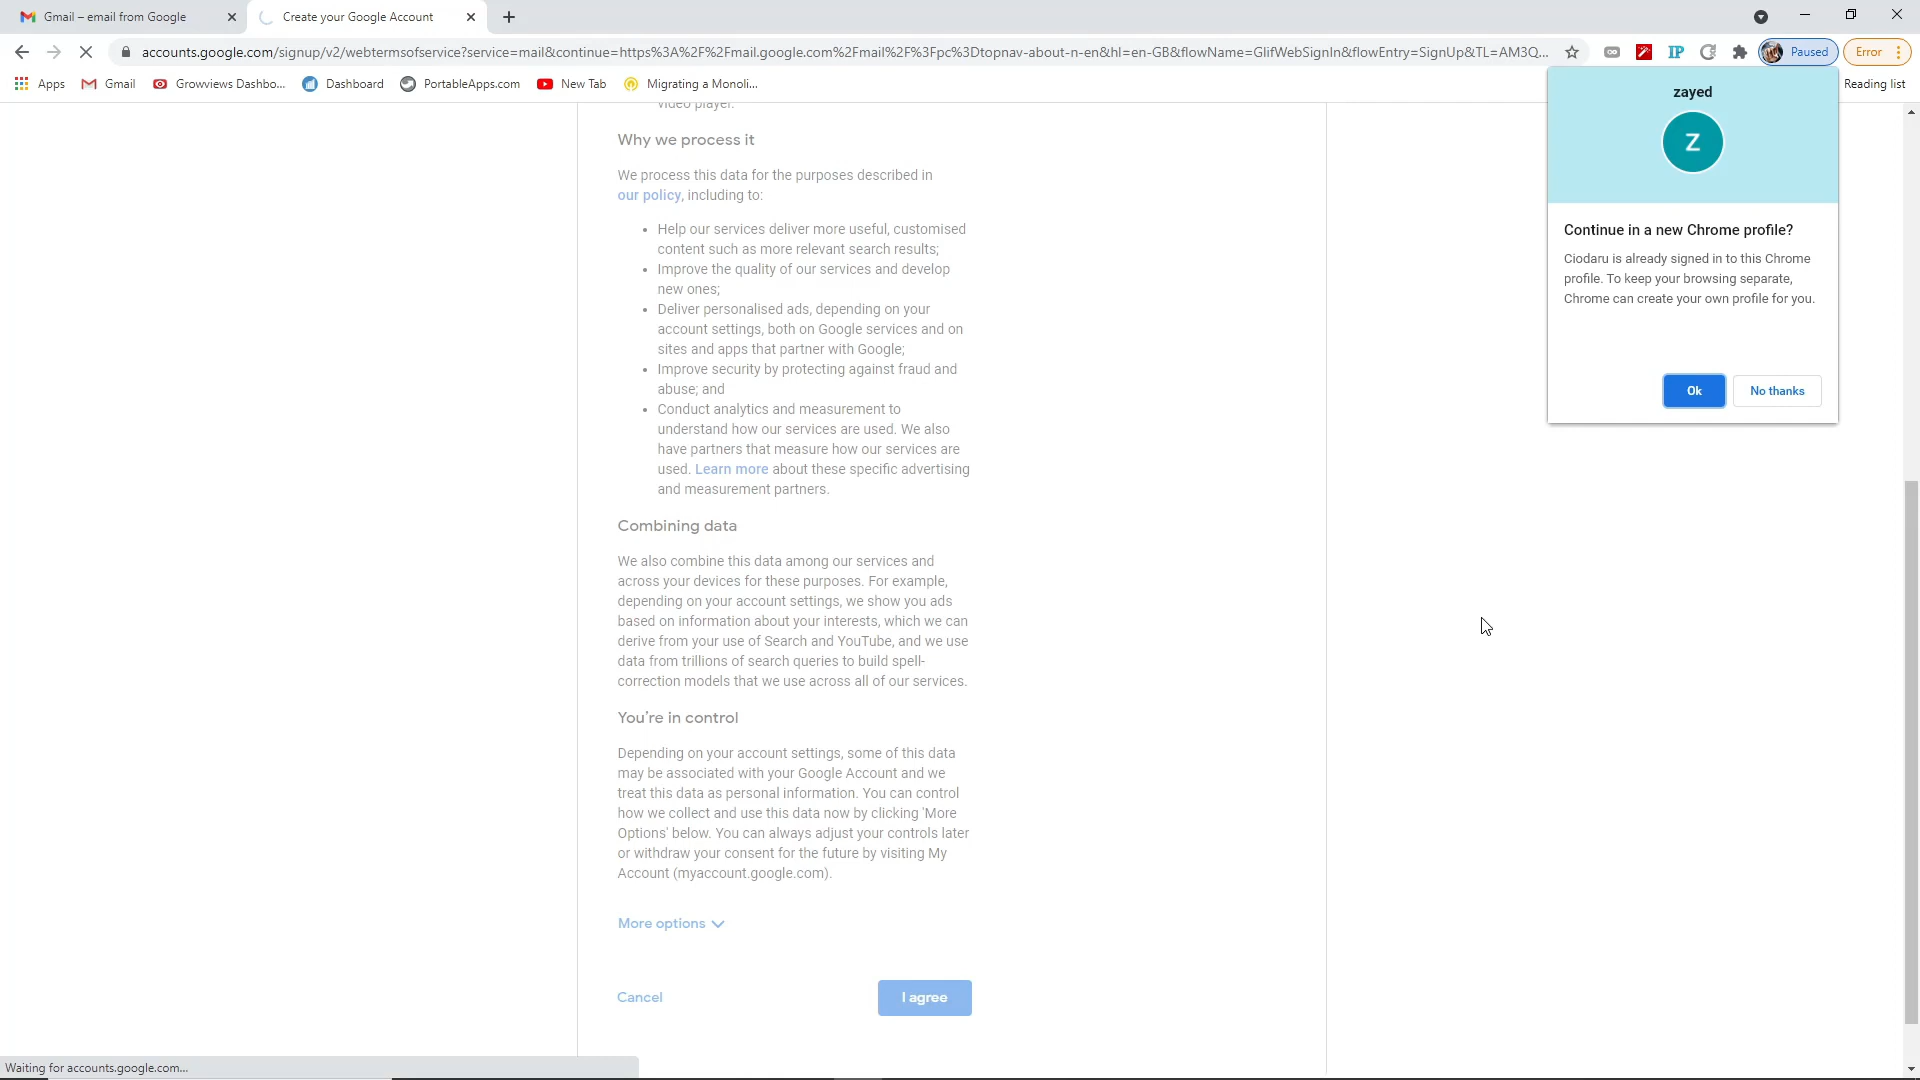 Gmail – email from Google
Create your Google Account
accounts.google.com/signup/v2/webtermsofservice?service=mail&continue=https%3A%2F%2Fmail.google.com%2Fmail%2F%3Fpc%3Dtopnav-about-n-en&hl=en-GB&flowName=GlifWebSignIn&flowEntry=SignUp&TL=AM3Q...
IP
Paused
Error
Apps
Gmail
Growviews Dashbo...
Dashboard
PortableApps.com
New Tab
Migrating a Monoli...
Reading list
video player.
Why we process it
We process this data for the purposes described in
our policy, including to:
• Help our services deliver more useful, customised
content such as more relevant search results;
• Improve the quality of our services and develop
new ones;
• Deliver personalised ads, depending on your
account settings, both on Google services and on
sites and apps that partner with Google;
• Improve security by protecting against fraud and
abuse; and
• Conduct analytics and measurement to
understand how our services are used. We also
have partners that measure how our services are
used. Learn more about these specific advertising
and measurement partners.
Combining data
We also combine this data among our services and
across your devices for these purposes. For example,
depending on your account settings, we show you ads
based on information about your interests, which we can
derive from your use of Search and YouTube, and we use
data from trillions of search queries to build spell-
correction models that we use across all of our services.
You’re in control
Depending on your account settings, some of this data
may be associated with your Google Account and we
treat this data as personal information. You can control
how we collect and use this data now by clicking 'More
Options' below. You can always adjust your controls later
or withdraw your consent for the future by visiting My
Account (myaccount.google.com).
More options
Cancel
I agree
zayed
Z
Continue in a new Chrome profile?
Ciodaru is already signed in to this Chrome
profile. To keep your browsing separate,
Chrome can create your own profile for you.
Ok
No thanks
Waiting for accounts.google.com...